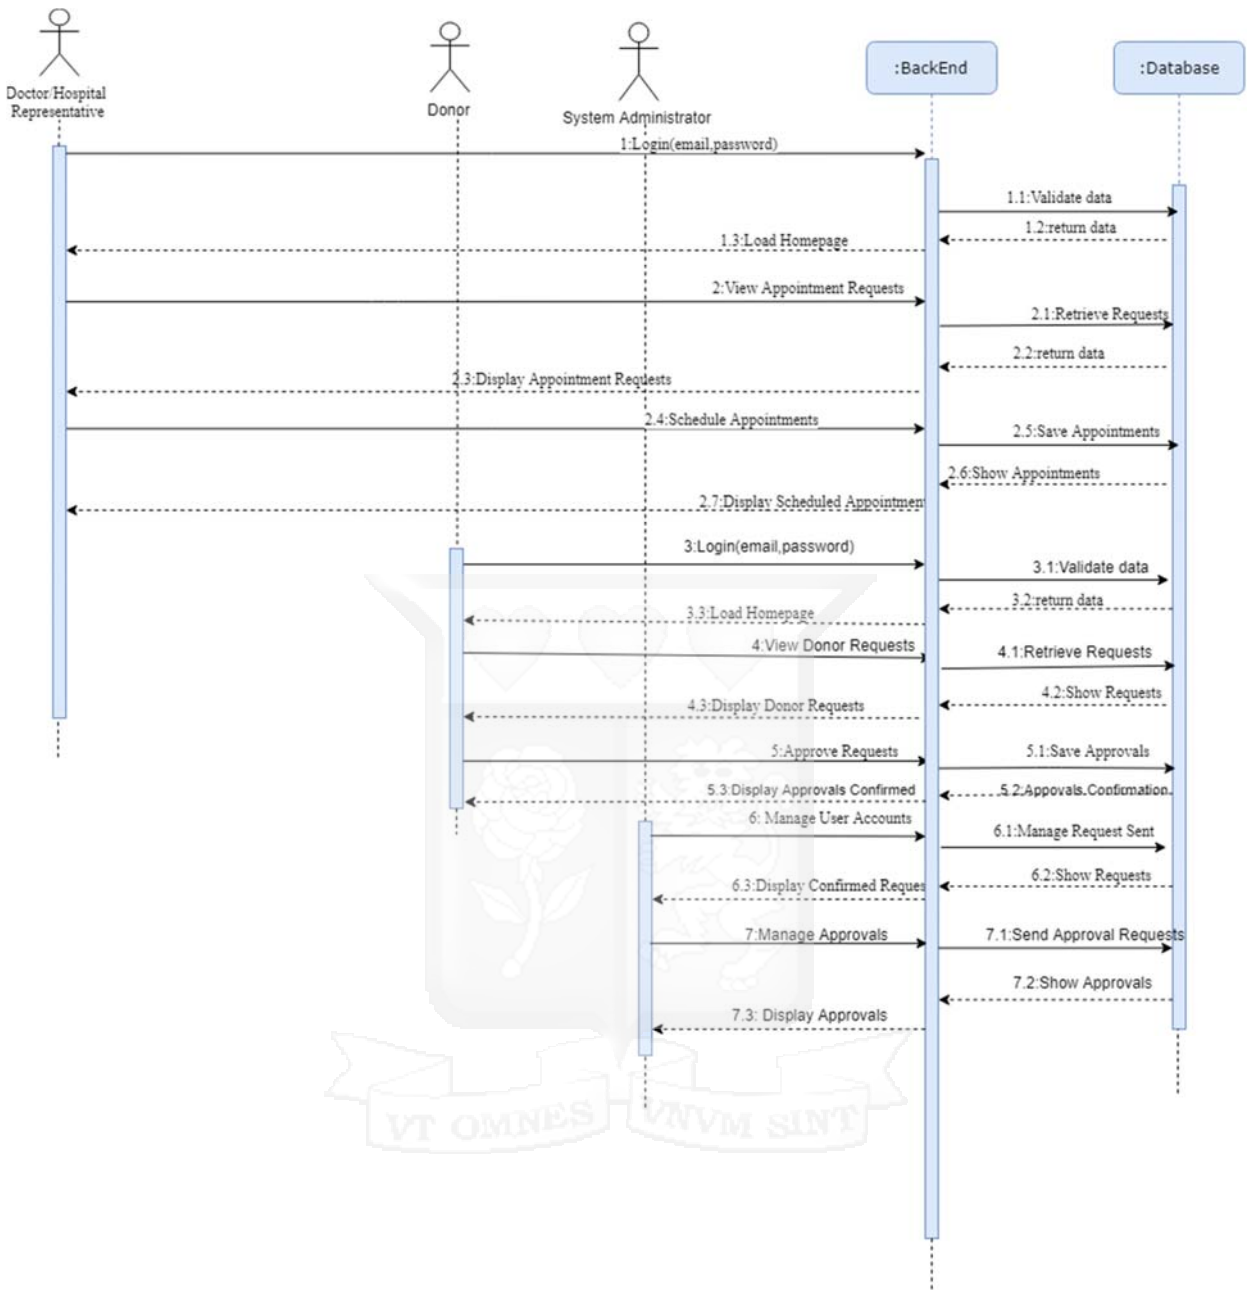 Doctor/Hospital
Representative
Donor
System Administrator
:BackEnd
:Database
1:Login(email,password)
1.1:Validate data
1.2:return data
1.3:Load Homepage
2:View Appointment Requests
2.1:Retrieve Requests
2.2:return data
2.3:Display Appointment Requests
2.4:Schedule Appointments
2.5:Save Appointments
2.6:Show Appointments
2.7:Display Scheduled Appointmen
3:Login(email,password)
3.1:Validate data
3.2:return data
3.3:Load Homepage
4:View Donor Requests
4.1:Retrieve Requests
4.2:Show Requests
4.3:Display Donor Requests
5:Approve Requests
5.1:Save Approvals
5.2:Appovals Confirmation
5.3:Display Approvals Confirmed
6: Manage User Accounts
6.1:Manage Request Sent
6.2:Show Requests
6.3:Display Confirmed Reques
7:Manage Approvals
7.1:Send Approval Requests
7.2:Show Approvals
7.3: Display Approvals
VT OMNES VNVM SINT